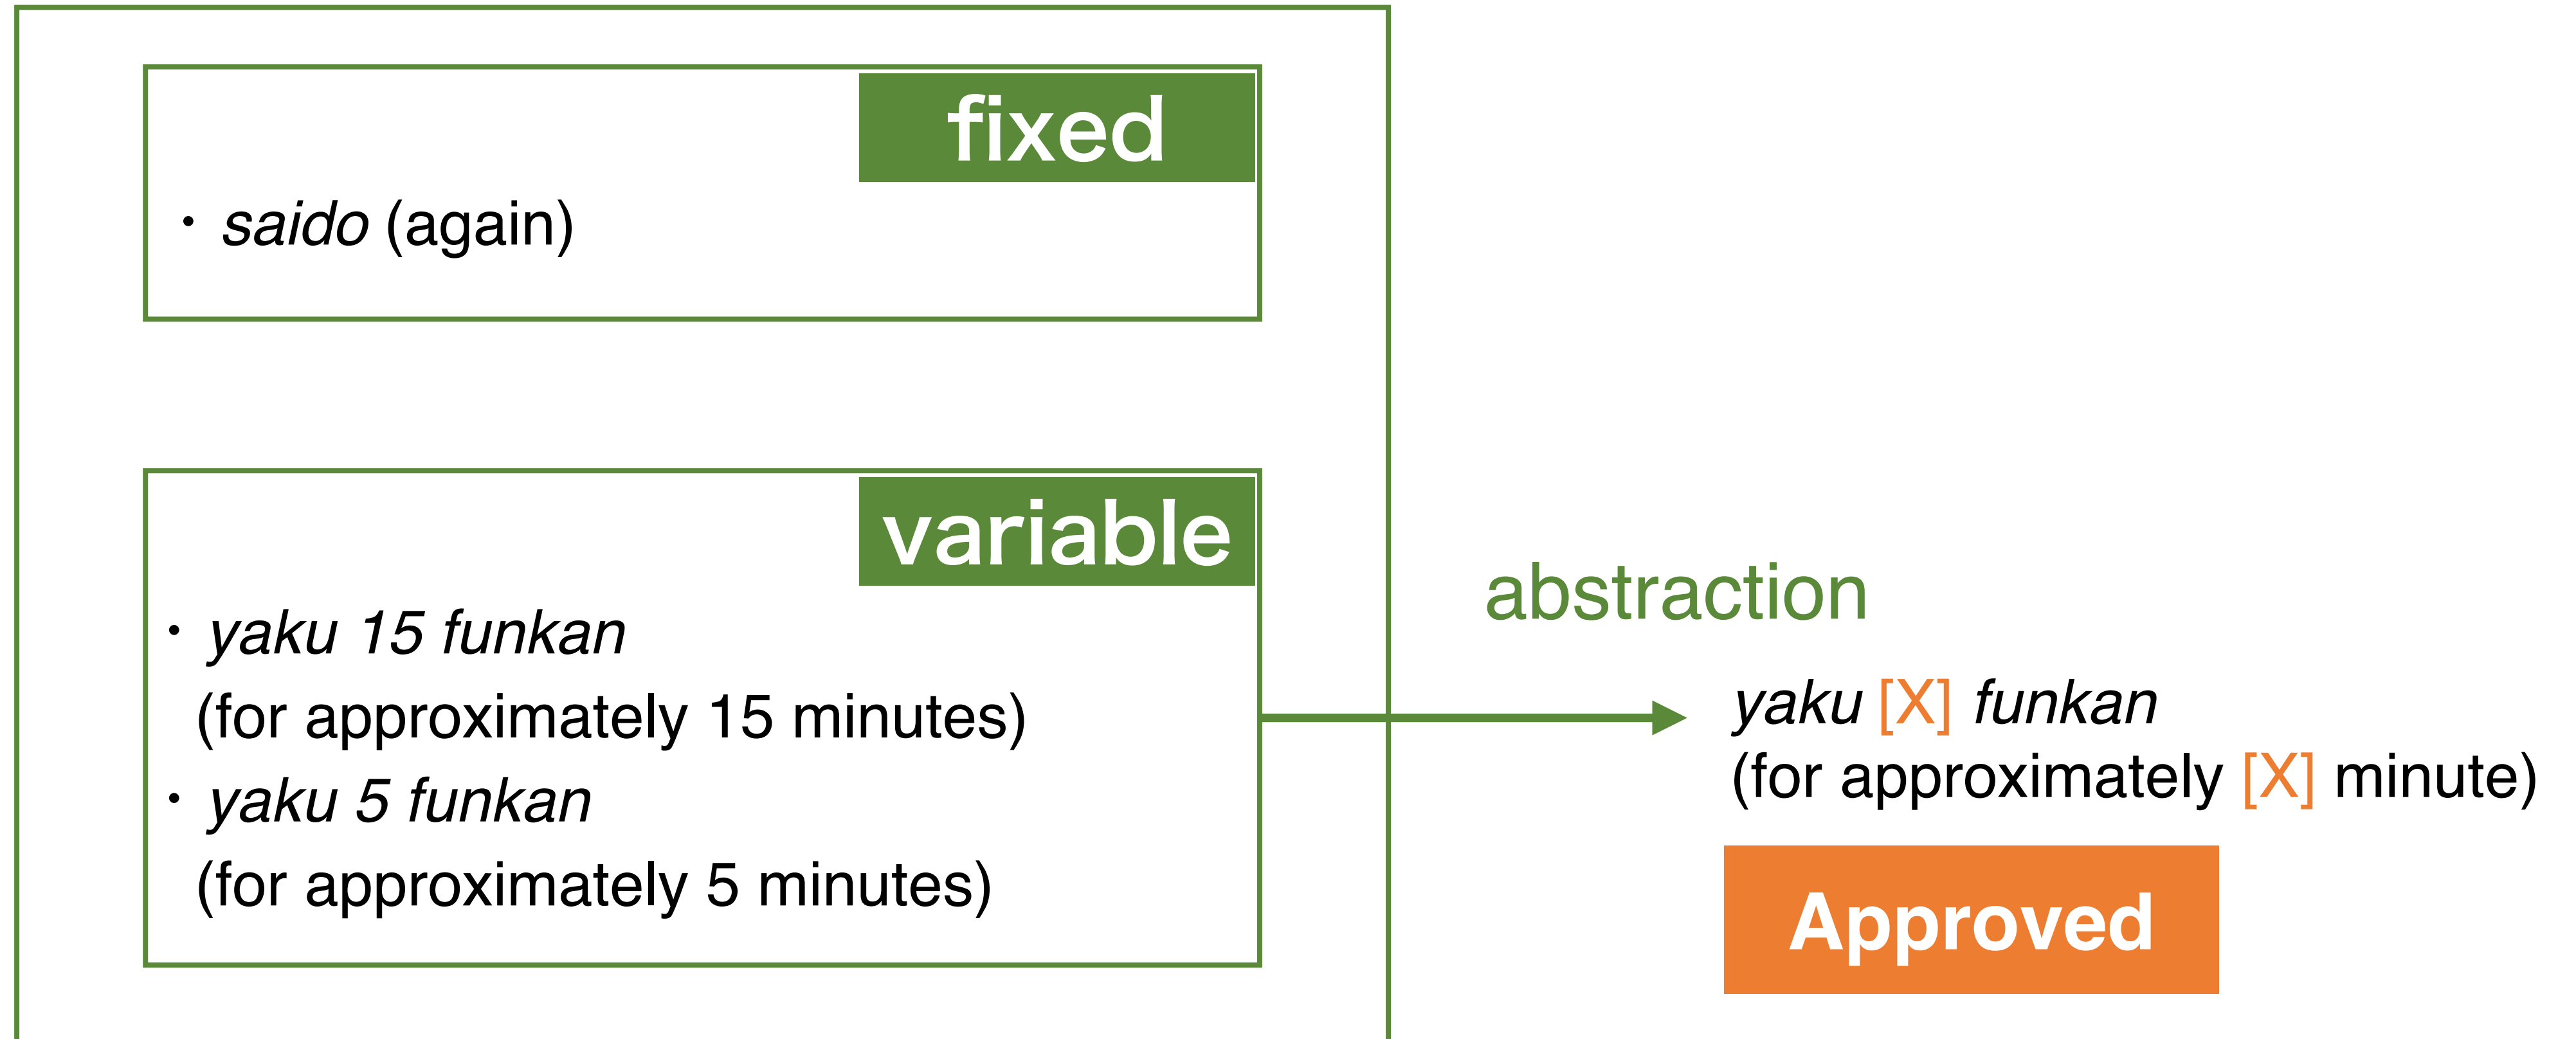 fixed
・ saido (again)
variable
・ yaku 15 funkan
(for approximately 15 minutes)
・ yaku 5 funkan
(for approximately 5 minutes)
abstraction
yaku [X] funkan
(for approximately [X] minute)
Approved